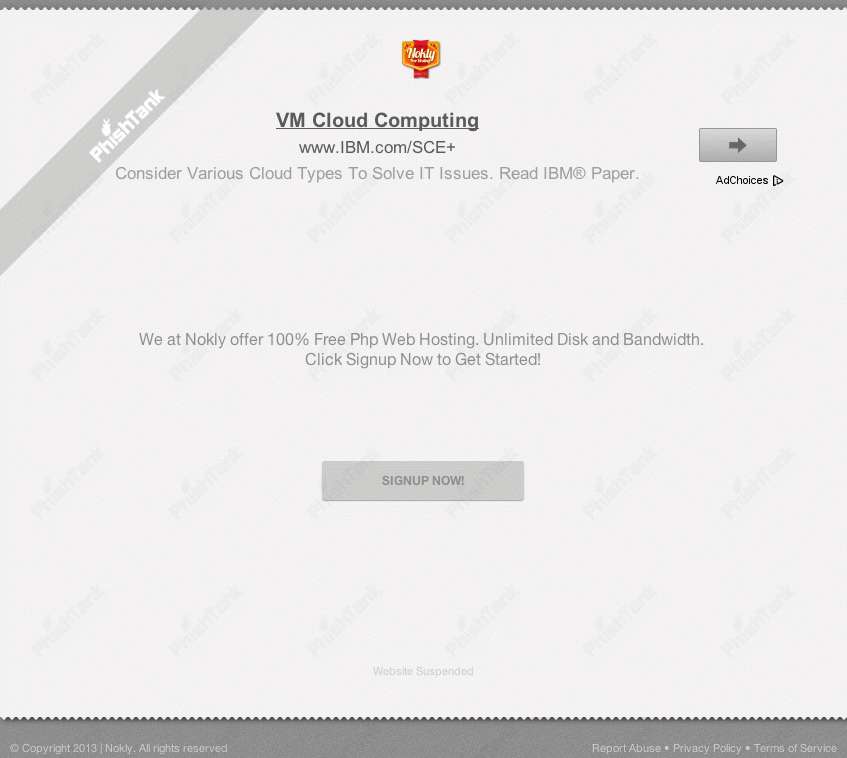 Nokly
PhishTank
VM Cloud Computing
www.IBM.com/SCE+
Consider Various Cloud Types To Solve IT Issues. Read IBM® Paper.
AdChoices
We at Nokly offer 100% Free Php Web Hosting. Unlimited Disk and Bandwidth.
Click Signup Now to Get Started!
SIGNUP NOW!
Website Suspended
© Copyright 2013 | Nokly. All rights reserved
Report Abuse • Privacy Policy • Terms of Service